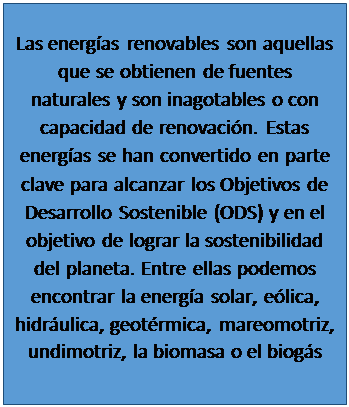 Las energías renovables son aquellas
que se obtienen de fuentes
naturales y son inagotables o con
capacidad de renovación. Estas
energías se han convertido en parte
clave para alcanzar los Objetivos de
Desarrollo Sostenible (ODS) y en el
objetivo de lograr la sostenibilidad
del planeta. Entre ellas podemos
encontrar la energía solar, eólica,
hidráulica, geotérmica, mareomotriz,
undimotriz, la biomasa o el biogás